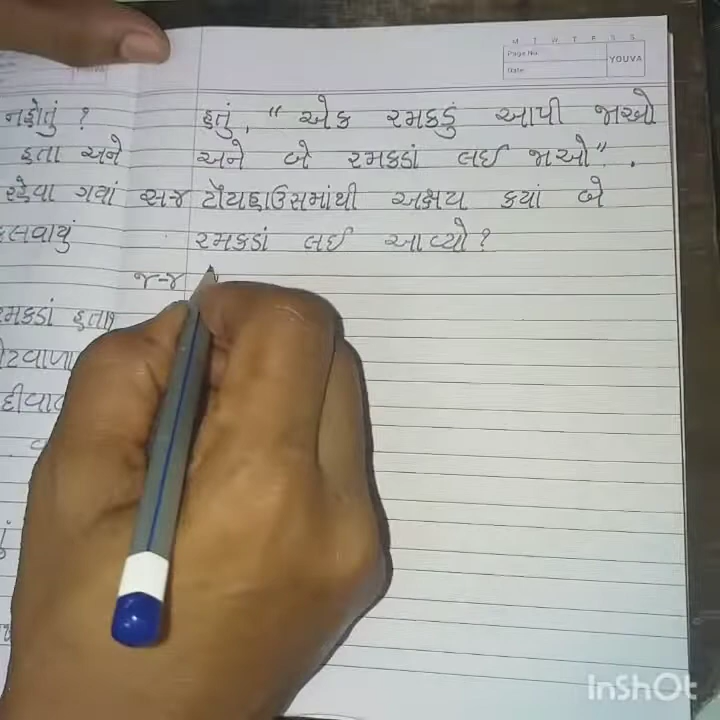 M T W T F S S
Page No.
Date
YOUVA
નહોતું ? હતું, “ એક રમકડું આપી જાઓ
હતા અને અને બે રમકડાં લઈ જાઓ” .
રહેવા ગયાં સજ ટૉયહાઉસમાંથી અક્ષય કયાં બે
રમકડાં લઈ આવ્યો ?
જ-જ
રમકડાં હતા?
InShOt